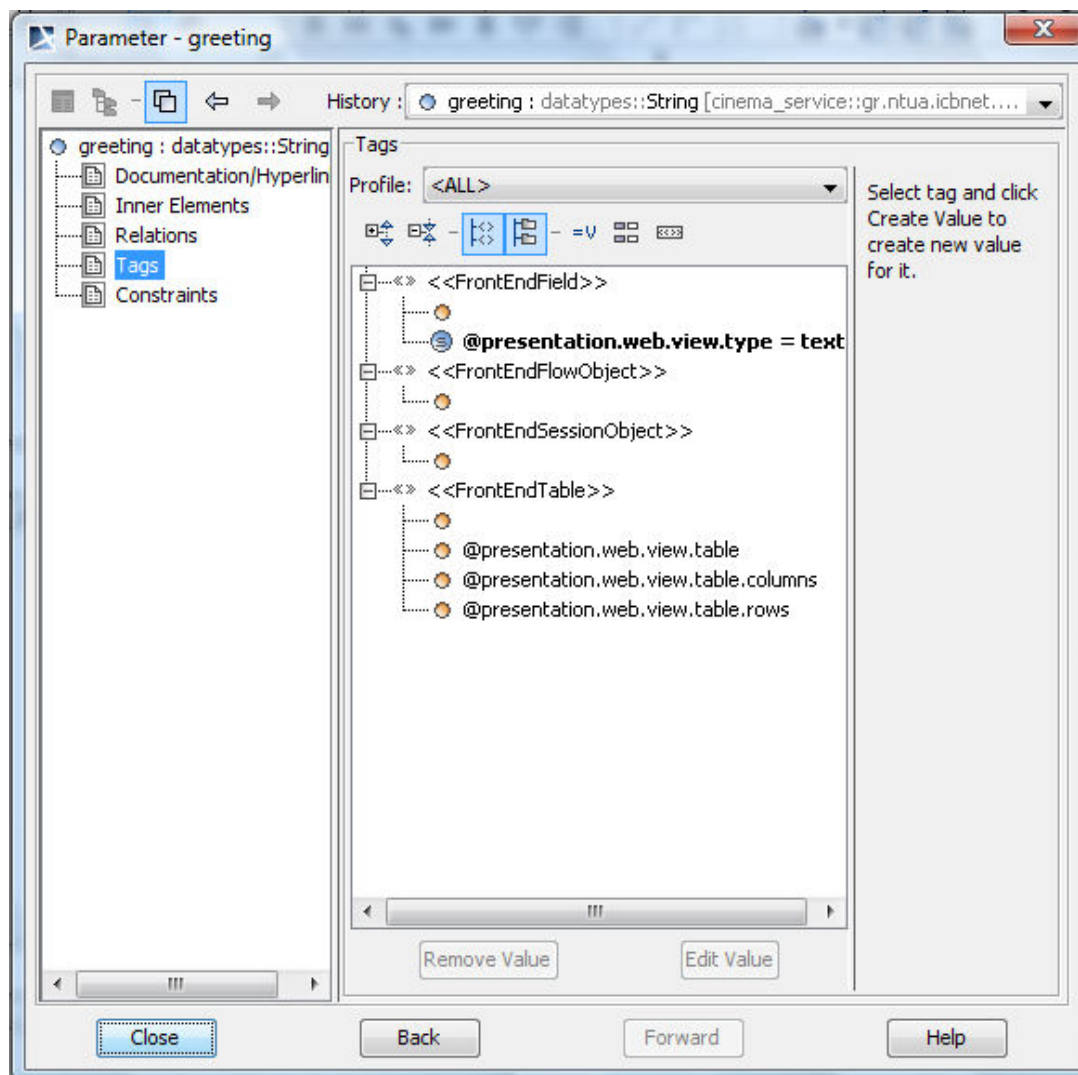 Parameter - greeting
History : greeting : datatypes::String [cinema_service::gr.ntua.icbnet....
greeting : datatypes::String
Documentation/Hyperlin
Inner Elements
Relations
Tags
Constraints
Tags
Profile: <ALL>
=v
<<FrontEndField>>
@presentation.web.view.type = text
<<FrontEndFlowObject>>
<<FrontEndSessionObject>>
<<FrontEndTable>>
@presentation.web.view.table
@presentation.web.view.table.columns
@presentation.web.view.table.rows
Select tag and click
Create Value to
create new value
for it.
Remove Value Edit Value
Close Back Forward Help